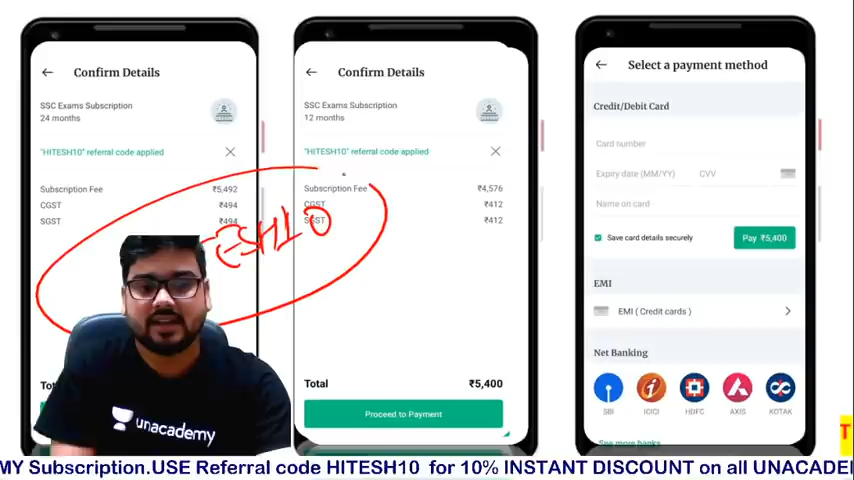 Confirm Details
SSC Exams Subscription
24 months
"HITESH10" referral code applied
Subscription Fee ₹5,492
CGST ₹494
SGST ₹494
ESH10
unacademy
Confirm Details
SSC Exams Subscription
12 months
"HITESH10" referral code applied
Subscription Fee ₹4,576
CGST ₹412
SGST ₹412
Total ₹5,400
Proceed to Payment
Select a payment method
Credit/Debit Card
Card number
Expiry date (MM/YY) CVV
Name on card
Save card details securely
Pay ₹5,400
EMI
EMI ( Credit cards )
Net Banking
SBI ICICI HDFC AXIS KOTAK
See more banks
MY Subscription.USE Referral code HITESH10 for 10% INSTANT DISCOUNT on all UNACADE